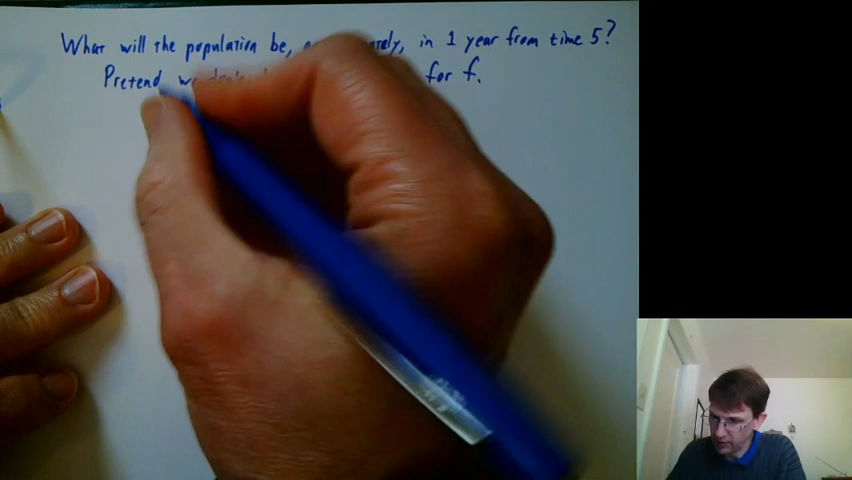 What will the population be, in 1 year from time 5?
Pretend for f.